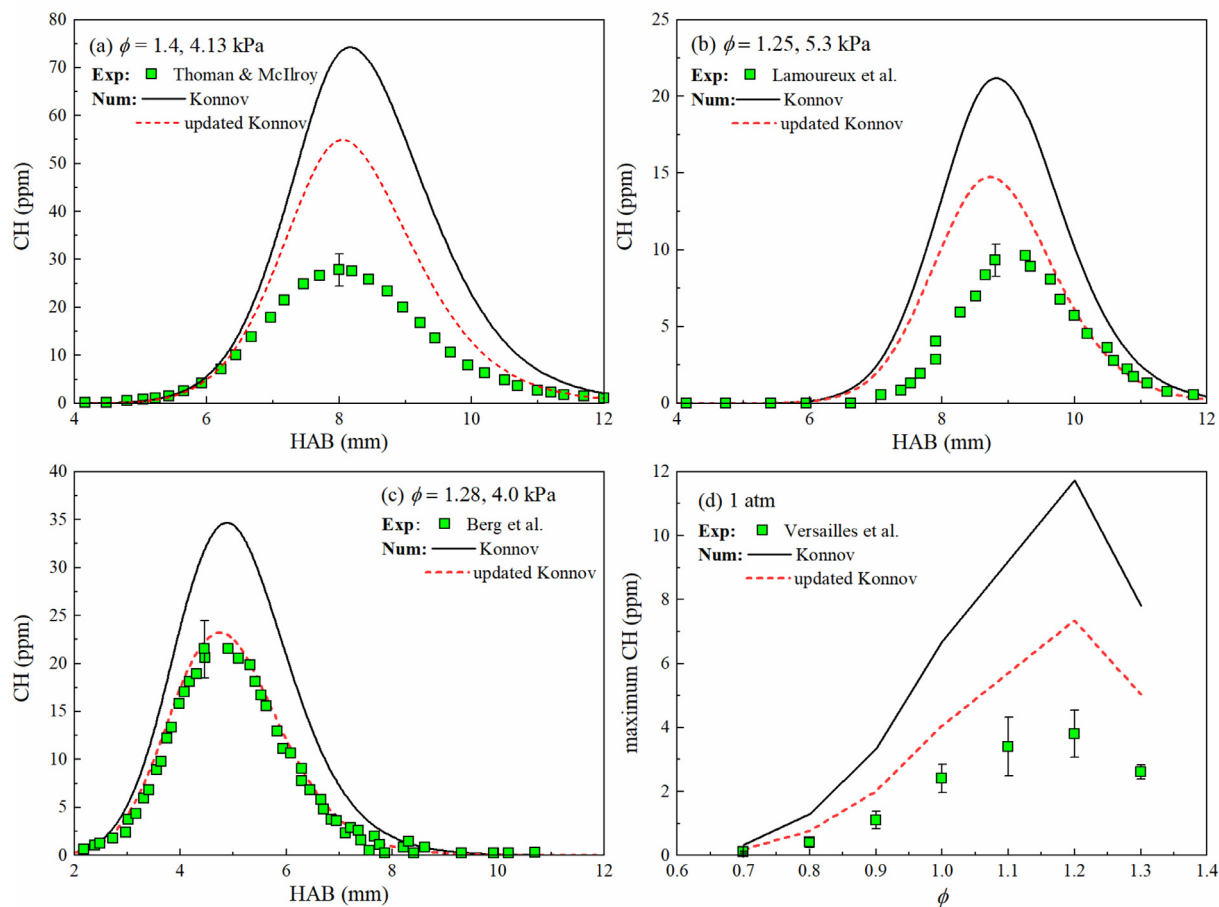 80
70
60
50
40
30
20
10
0
CH (ppm)
(a) ϕ = 1.4, 4.13 kPa
Exp: Thoman & McIlroy
Num: Konnov
updated Konnov
4 6 8 10 12
HAB (mm)
25
20
15
10
5
0
CH (ppm)
(b) ϕ = 1.25, 5.3 kPa
Exp: Lamoureux et al.
Num: Konnov
updated Konnov
4 6 8 10 12
HAB (mm)
40
35
30
25
20
15
10
5
0
CH (ppm)
(c) ϕ = 1.28, 4.0 kPa
Exp: Berg et al.
Num: Konnov
updated Konnov
2 4 6 8 10 12
HAB (mm)
12
10
8
6
4
2
0
maximum CH (ppm)
(d) 1 atm
Exp: Versailles et al.
Num: Konnov
updated Konnov
0.6 0.7 0.8 0.9 1.0 1.1 1.2 1.3 1.4
ϕ